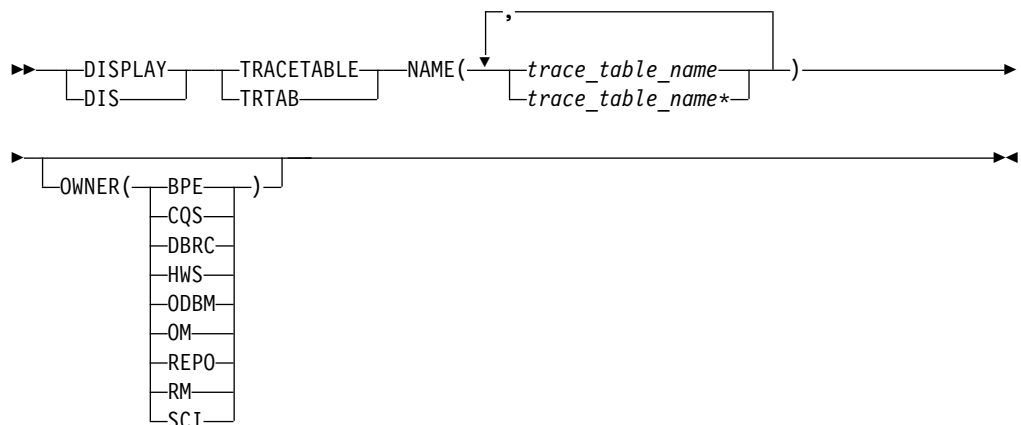 ,
DISPLAY TRACETABLE NAME( trace_table_name )
DIS TRTAB trace_table_name*
OWNER( BPE )
CQS
DBRC
HWS
ODBM
OM
REPO
RM
SCI